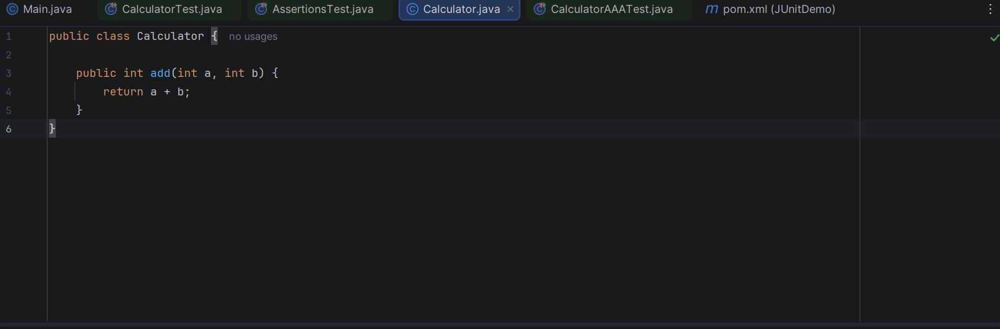 Main.java CalculatorTest.java AssertionsTest.java Calculator.java CalculatorAAATest.java m pom.xml (JUnitDemo)
1 public class Calculator { no usages
2
3 public int add(int a, int b) {
4 return a + b;
5 }
6 }